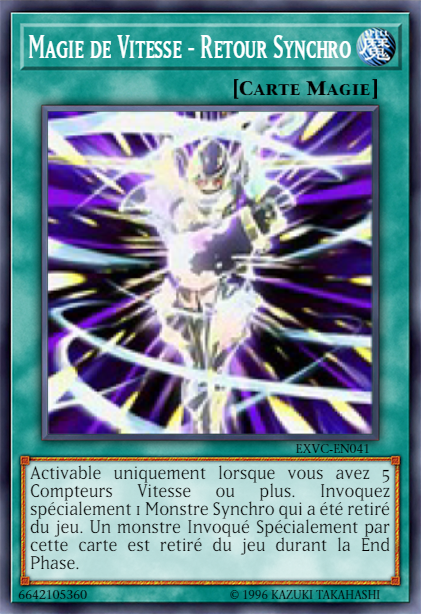 Magie de Vitesse - Retour Synchro 魔
[Carte Magie]
EXVC-EN041
Activable uniquement lorsque vous avez 5
Compteurs Vitesse ou plus. Invoquez
spécialement 1 Monstre Synchro qui a été retiré
du jeu. Un monstre Invoqué Spécialement par
cette carte est retiré du jeu durant la End
Phase.
6642105360 © 1996 KAZUKI TAKAHASHI